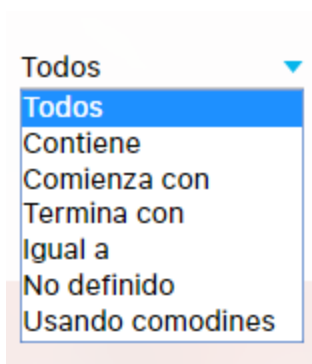 Todos
Todos
Contiene
Comienza con
Termina con
Igual a
No definido
Usando comodines